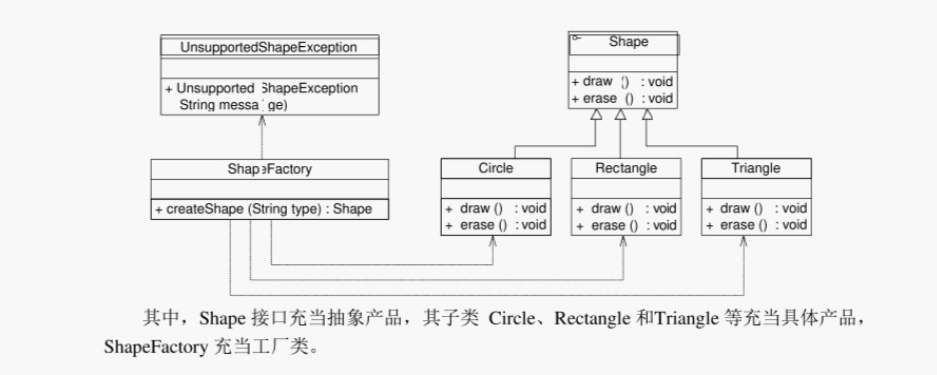 UnsupportedShapeException
+ Unsupported ShapeException
String message)
Shape
+ draw () : void
+ erase () : void
ShapeFactory
+ createShape (String type) : Shape
Circle
+ draw () : void
+ erase () : void
Rectangle
+ draw () : void
+ erase () : void
Triangle
+ draw () : void
+ erase () : void
其中，Shape 接口充当抽象产品，其子类 Circle、Rectangle 和Triangle 等充当具体产品，
ShapeFactory 充当工厂类。